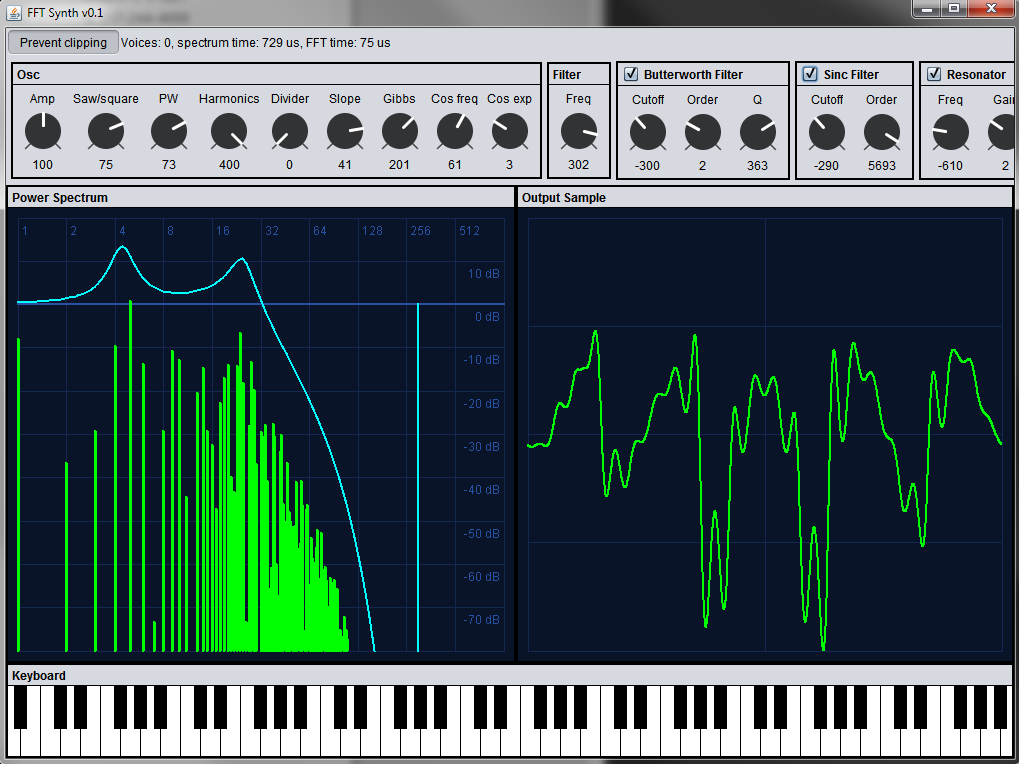 FFT Synth v0.1
Prevent clipping Voices: 0, spectrum time: 729 us, FFT time: 75 us
Osc Filter Butterworth Filter Sinc Filter Resonator
Amp Saw/square PW Harmonics Divider Slope Gibbs Cos freq Cos exp Freq Cutoff Order Q Cutoff Order Freq Gai
100 75 73 400 0 41 201 61 3 302 -300 2 363 -290 5693 -610 2
Power Spectrum Output Sample
1 2 4 8 16 32 64 128 256 512
10 dB
0 dB
-10 dB
-20 dB
-30 dB
-40 dB
-50 dB
-60 dB
-70 dB
Keyboard